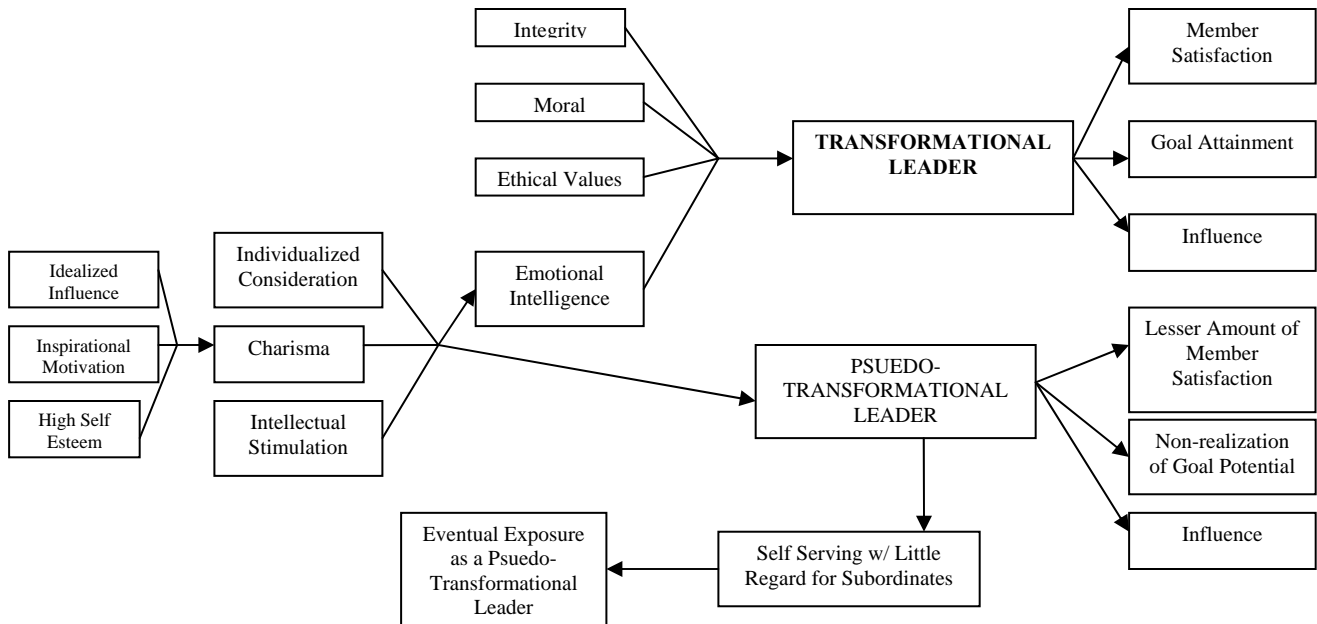 Integrity
Moral
Ethical Values
Emotional
Intelligence
Idealized
Influence
Inspirational
Motivation
High Self
Esteem
Individualized
Consideration
Charisma
Intellectual
Stimulation
TRANSFORMATIONAL
LEADER
Member
Satisfaction
Goal Attainment
Influence
PSUEDO-
TRANSFORMATIONAL
LEADER
Lesser Amount of
Member
Satisfaction
Non-realization
of Goal Potential
Influence
Self Serving w/ Little
Regard for Subordinates
Eventual Exposure
as a Psuedo-
Transformational
Leader